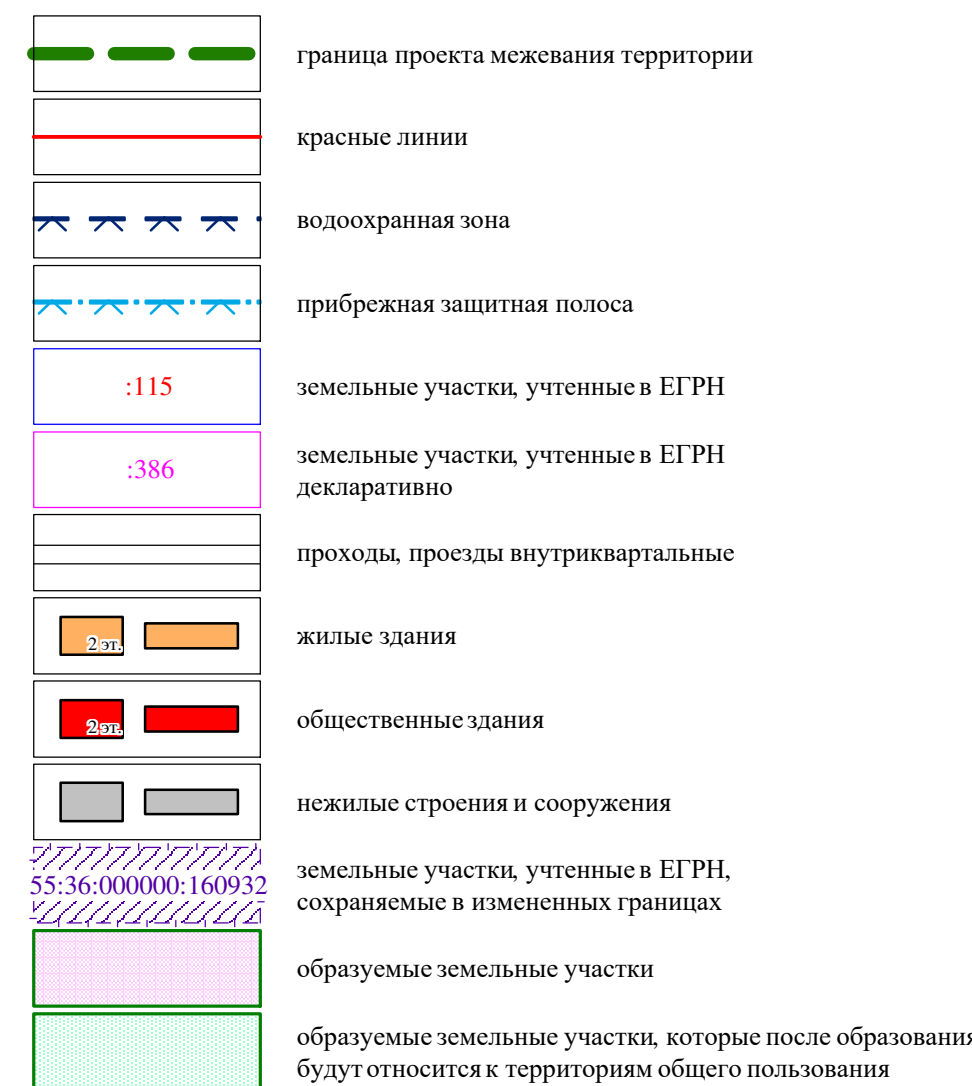 граница проекта межевания территории
красные линии
водоохранная зона
прибрежная защитная полоса
:115
земельные участки, учтенные в ЕГРН
:386
земельные участки, учтенные в ЕГРН
декларативно
проходы, проезды внутриквартальные
2 эт.
жилые здания
2 эт.
общественные здания
нежилые строения и сооружения
55:36:000000:160932
земельные участки, учтенные в ЕГРН,
сохраняемые в измененных границах
образуемые земельные участки
образуемые земельные участки, которые после образования
будут относится к территориям общего пользования